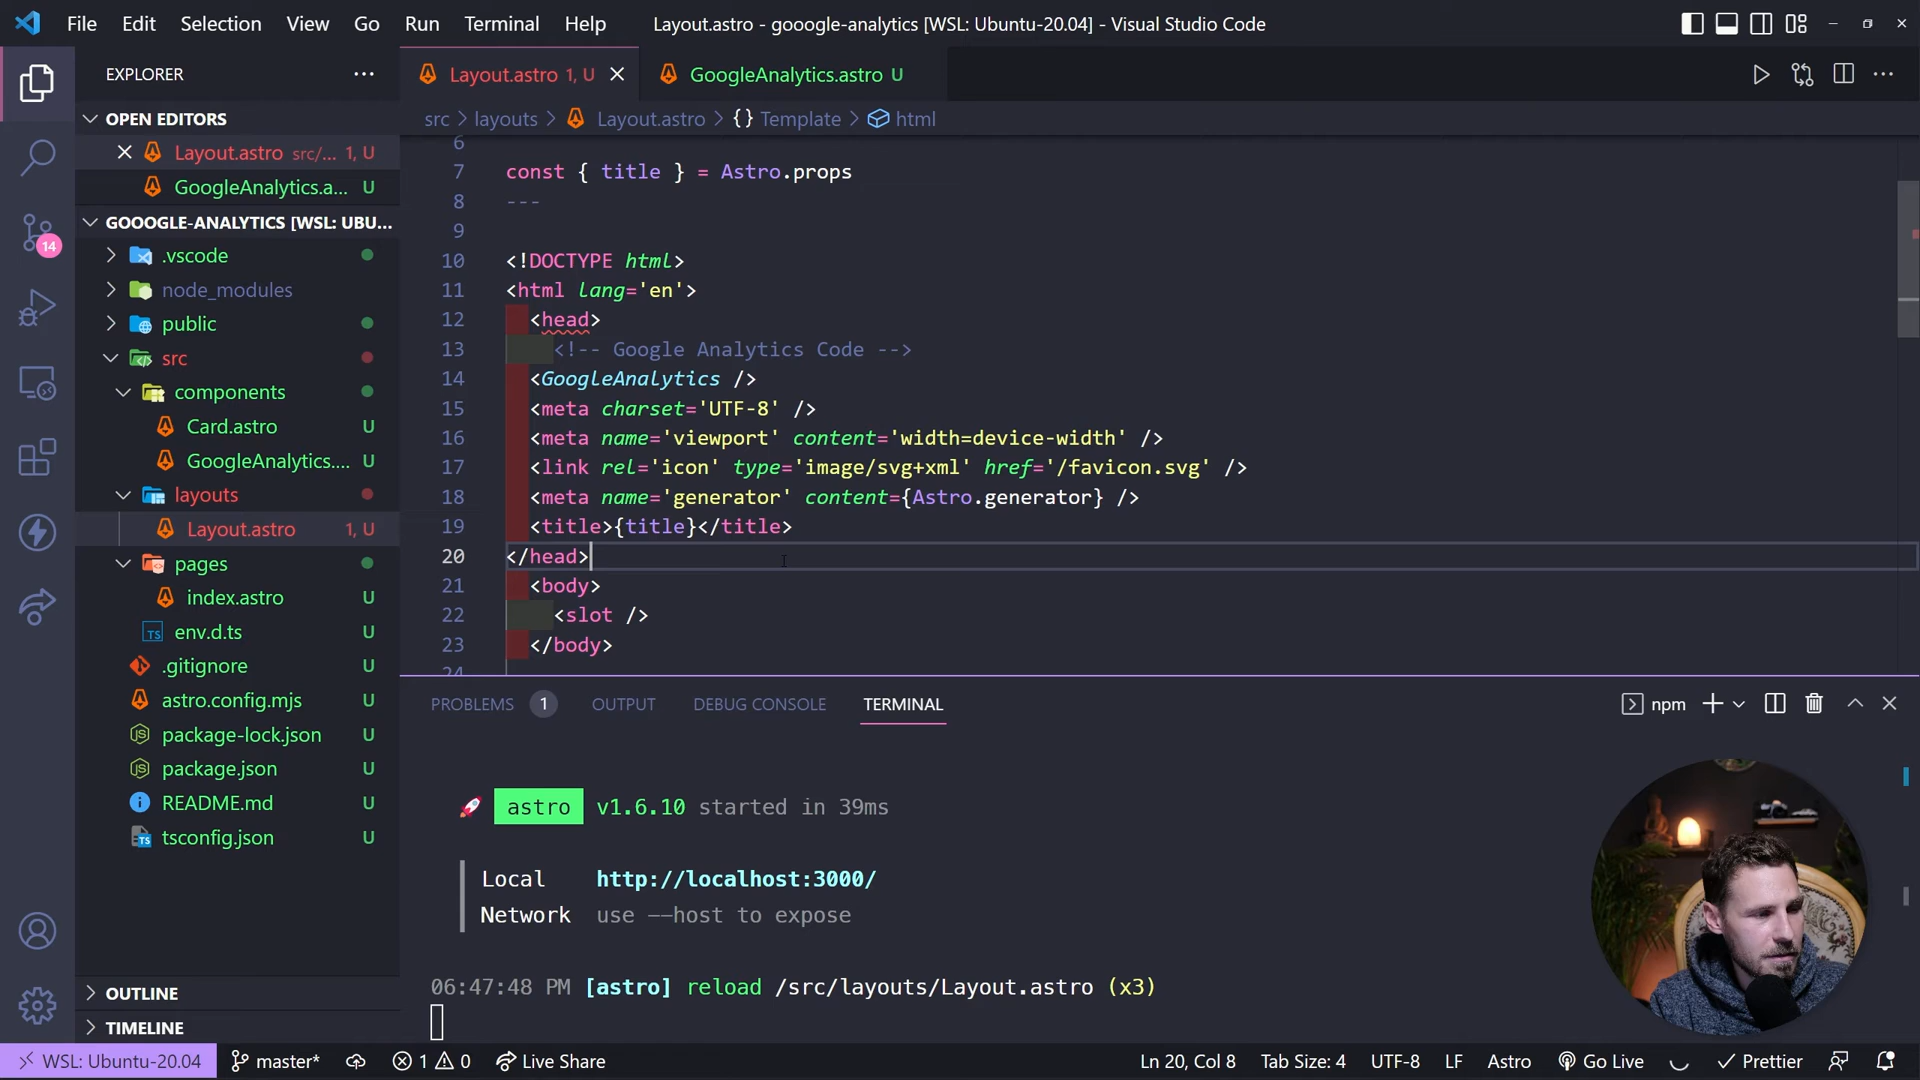 File Edit Selection View Go Run Terminal Help
Layout.astro - gooogle-analytics [WSL: Ubuntu-20.04] - Visual Studio Code
EXPLORER
OPEN EDITORS
Layout.astro src/... 1, U
GoogleAnalytics.a... U
GOOOGLE-ANALYTICS [WSL: UBU...
.vscode
node_modules
public
src
components
Card.astro U
GoogleAnalytics.... U
layouts
Layout.astro 1, U
pages
index.astro U
TS env.d.ts U
.gitignore U
astro.config.mjs U
package-lock.json U
package.json U
README.md U
tsconfig.json U
OUTLINE
TIMELINE
14
Layout.astro 1, U
GoogleAnalytics.astro U
src > layouts > Layout.astro > {} Template > html
6
7 const { title } = Astro.props
8 ---
9
10 <!DOCTYPE html>
11 <html lang='en'>
12 <head>
13 <!-- Google Analytics Code -->
14 <GoogleAnalytics />
15 <meta charset='UTF-8' />
16 <meta name='viewport' content='width=device-width' />
17 <link rel='icon' type='image/svg+xml' href='/favicon.svg' />
18 <meta name='generator' content={Astro.generator} />
19 <title>{title}</title>
20 </head>
21 <body>
22 <slot />
23 </body>
24
PROBLEMS 1 OUTPUT DEBUG CONSOLE TERMINAL
npm
astro v1.6.10 started in 39ms
Local http://localhost:3000/
Network use --host to expose
06:47:48 PM [astro] reload /src/layouts/Layout.astro (x3)
WSL: Ubuntu-20.04 master* 1 0 Live Share
Ln 20, Col 8 Tab Size: 4 UTF-8 LF Astro Go Live Prettier